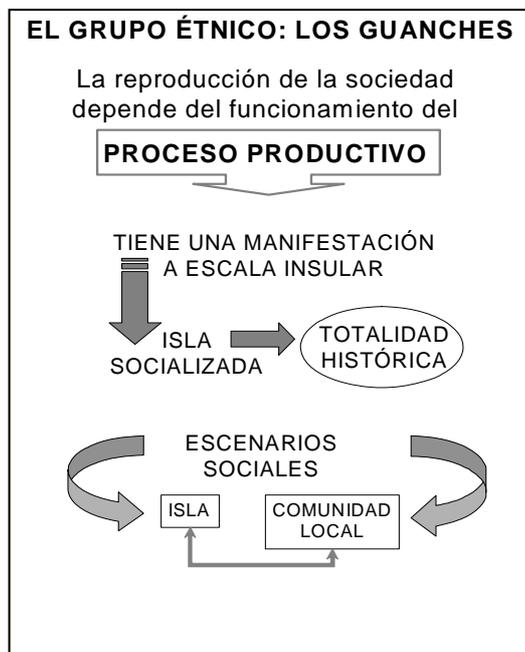 EL GRUPO ÉTNICO: LOS GUANCHES
La reproducción de la sociedad
depende del funcionamiento del
PROCESO PRODUCTIVO
TIENE UNA MANIFESTACIÓN
A ESCALA INSULAR
ISLA
SOCIALIZADA
TOTALIDAD
HISTÓRICA
ESCENARIOS
SOCIALES
ISLA
COMUNIDAD
LOCAL